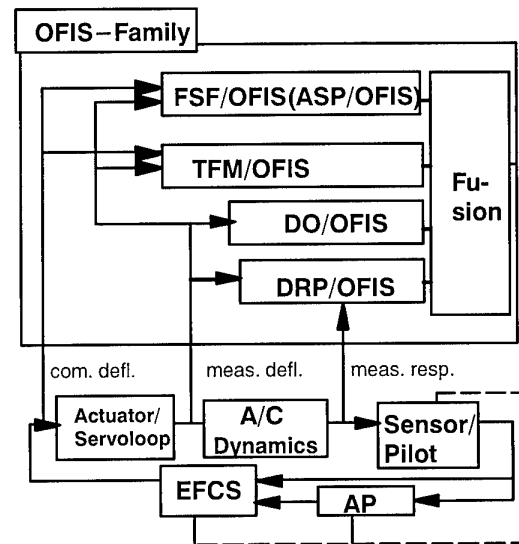 OFIS–Family
FSF/OFIS(ASP/OFIS)
TFM/OFIS
DO/OFIS
DRP/OFIS
Fu-
sion
com. defl.
meas. defl.
meas. resp.
Actuator/
Servoloop
A/C
Dynamics
Sensor/
Pilot
EFCS
AP